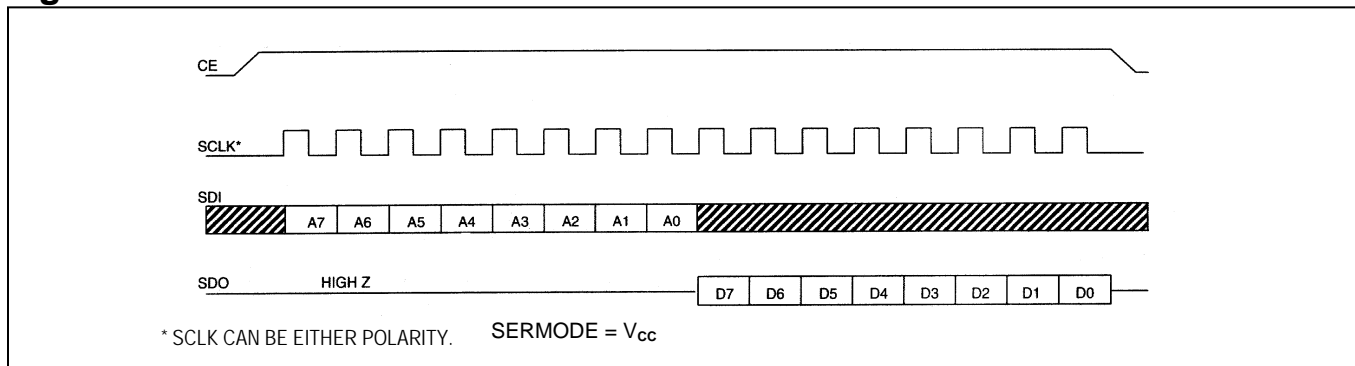 CE
SCLK*
SDI
A7 A6 A5 A4 A3 A2 A1 A0
SDO HIGH Z
D7 D6 D5 D4 D3 D2 D1 D0
* SCLK CAN BE EITHER POLARITY. SERMODE = VCC